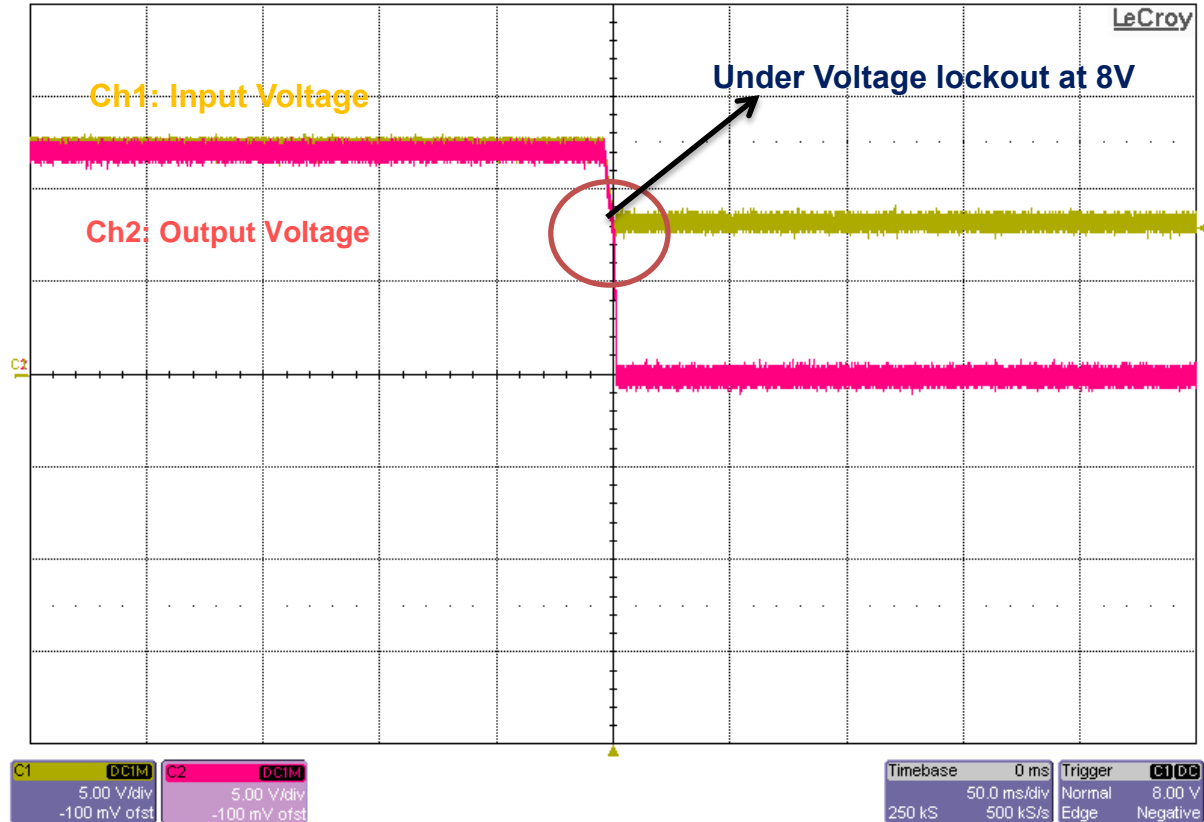 LeCroy
Under Voltage lockout at 8V
Ch1: Input Voltage
Ch2: Output Voltage
C2
C1 DC1M
5.00 V/div
-100 mV ofst
C2 DC1M
5.00 V/div
-100 mV ofst
Timebase 0 ms
50.0 ms/div
250 kS 500 kS/s
Trigger C1 DC
Normal 8.00 V
Edge Negative